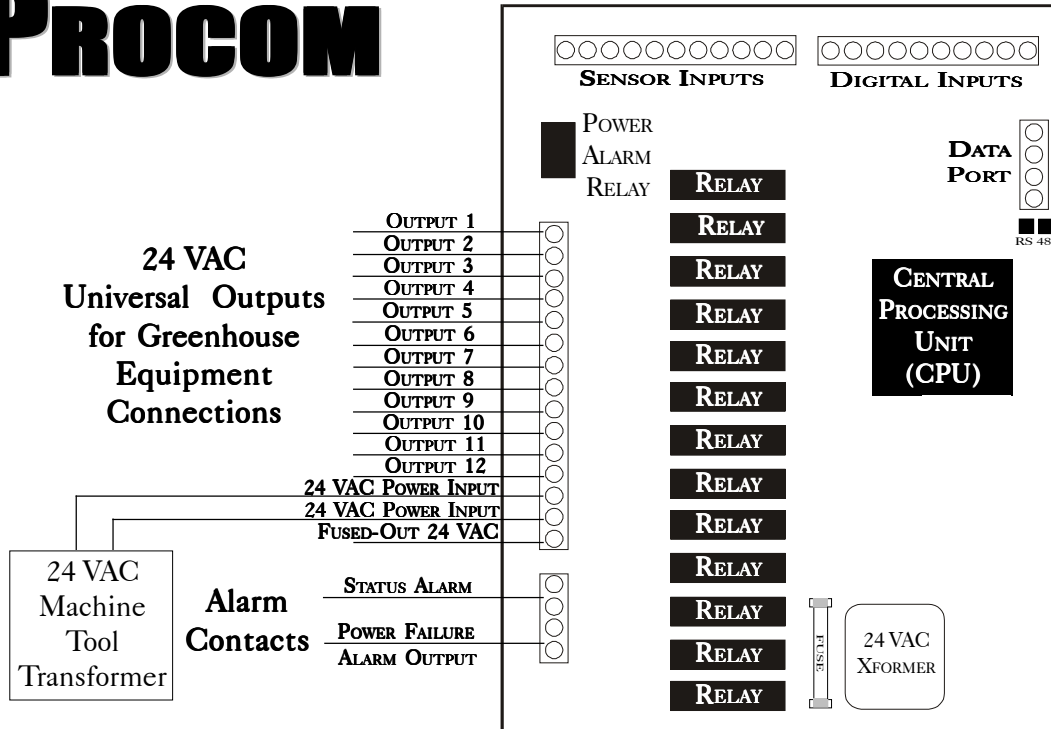 PROCOM
SENSOR INPUTS
DIGITAL INPUTS
POWER
ALARM
RELAY
DATA
PORT
RS 48
RELAY
RELAY
RELAY
RELAY
RELAY
RELAY
RELAY
RELAY
RELAY
RELAY
RELAY
RELAY
RELAY
CENTRAL
PROCESSING
UNIT
(CPU)
24 VAC
Universal Outputs
for Greenhouse
Equipment
Connections
OUTPUT 1
OUTPUT 2
OUTPUT 3
OUTPUT 4
OUTPUT 5
OUTPUT 6
OUTPUT 7
OUTPUT 8
OUTPUT 9
OUTPUT 10
OUTPUT 11
OUTPUT 12
24 VAC POWER INPUT
24 VAC POWER INPUT
FUSED-OUT 24 VAC
24 VAC
Machine
Tool
Transformer
Alarm
Contacts
STATUS ALARM
POWER FAILURE
ALARM OUTPUT
FUSE
24 VAC
XFORMER